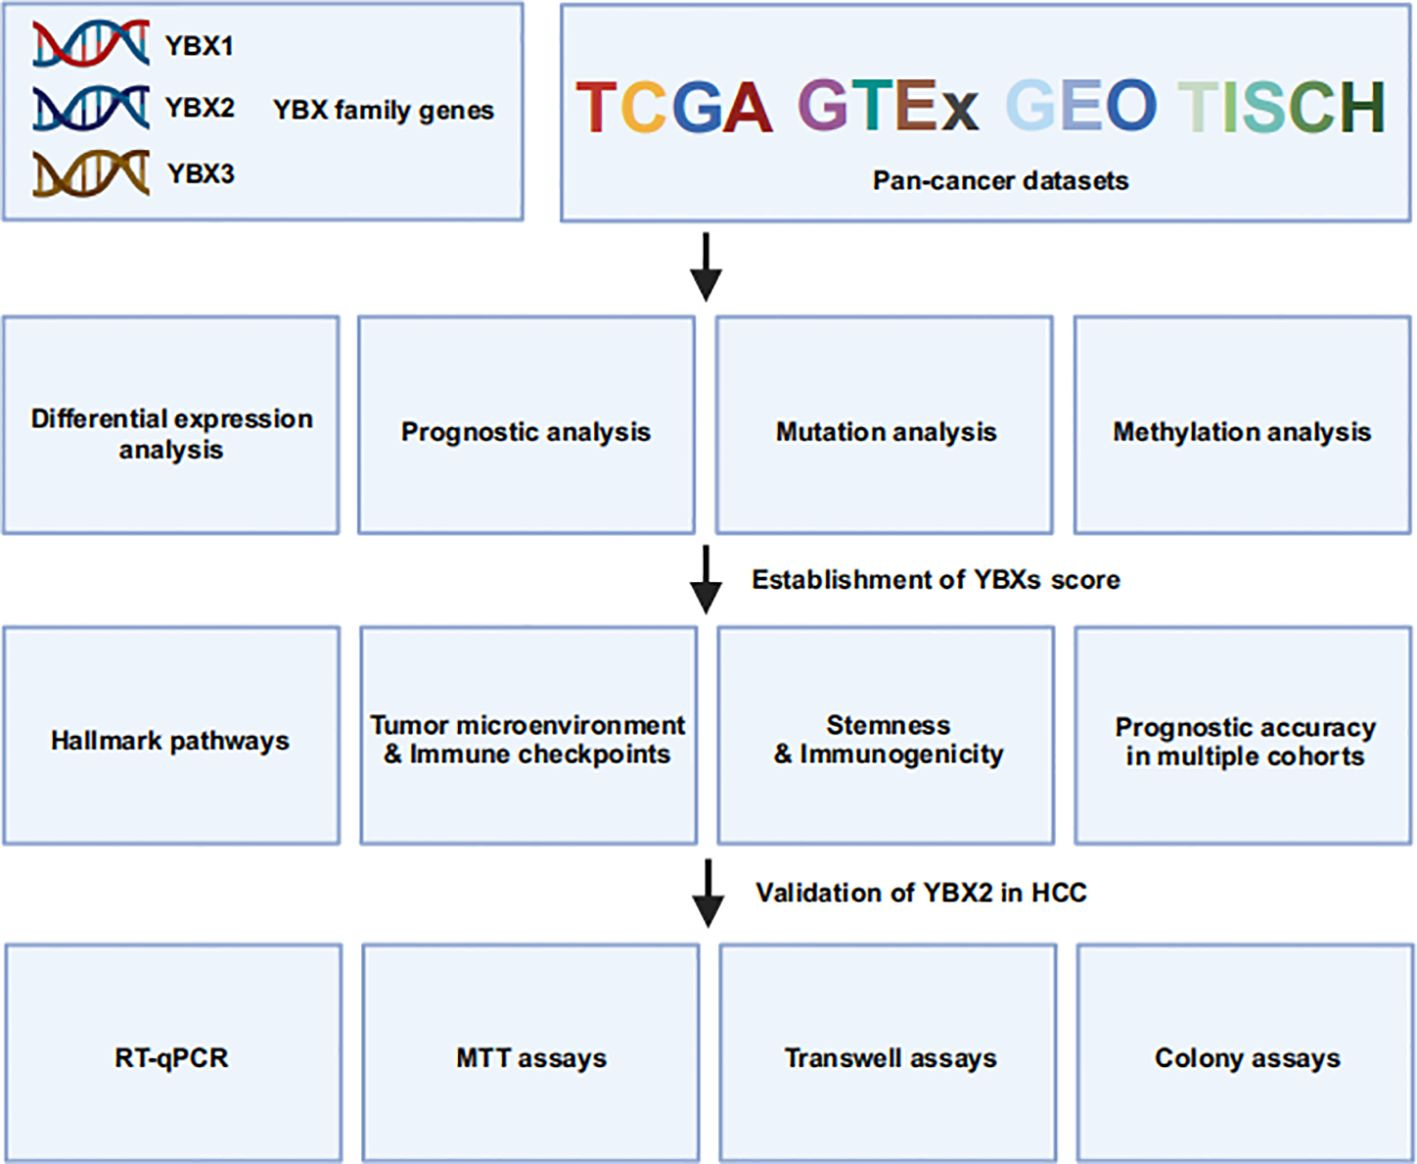 YBX1
YBX2
YBX family genes
YBX3
TCGA GTEx GEO TISCH
Pan-cancer datasets
Differential expression
analysis
Prognostic analysis
Mutation analysis
Methylation analysis
Establishment of YBXs score
Hallmark pathways
Tumor microenvironment
& Immune checkpoints
Stemness
& Immunogenicity
Prognostic accuracy
in multiple cohorts
Validation of YBX2 in HCC
RT-qPCR
MTT assays
Transwell assays
Colony assays